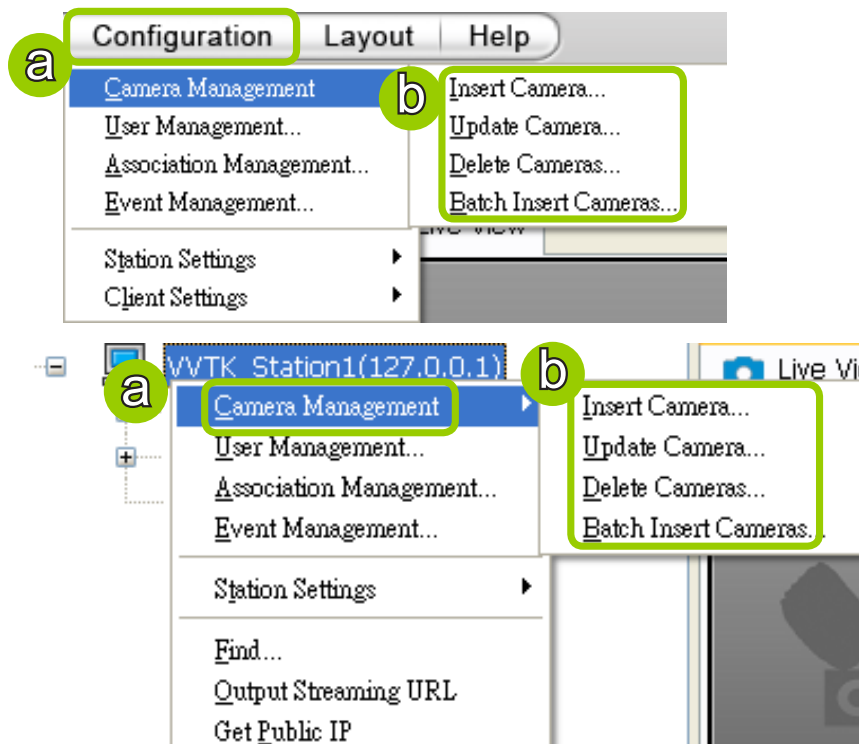 Configuration Layout Help
a
Camera Management
b
Insert Camera...
User Management...
Update Camera...
Association Management...
Delete Cameras...
Event Management...
Batch Insert Cameras...
Live View
Station Settings
Client Settings
VVTK_Station1(127.0.0.1)
b
Live Vi
a
Camera Management
Insert Camera...
User Management...
Update Camera...
Association Management...
Delete Cameras...
Event Management...
Batch Insert Cameras...
Station Settings
Find...
Output Streaming URL
Get Public IP